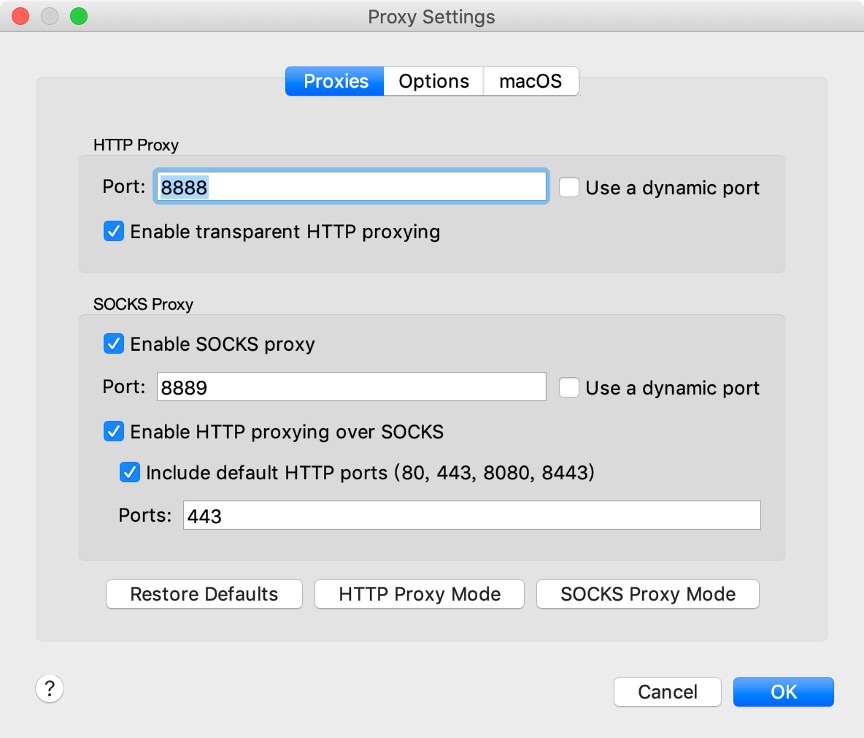 Proxy Settings
Proxies Options macOS
HTTP Proxy
Port: 8888 Use a dynamic port
Enable transparent HTTP proxying
SOCKS Proxy
Enable SOCKS proxy
Port: 8889 Use a dynamic port
Enable HTTP proxying over SOCKS
Include default HTTP ports (80, 443, 8080, 8443)
Ports: 443
Restore Defaults HTTP Proxy Mode SOCKS Proxy Mode
? Cancel OK